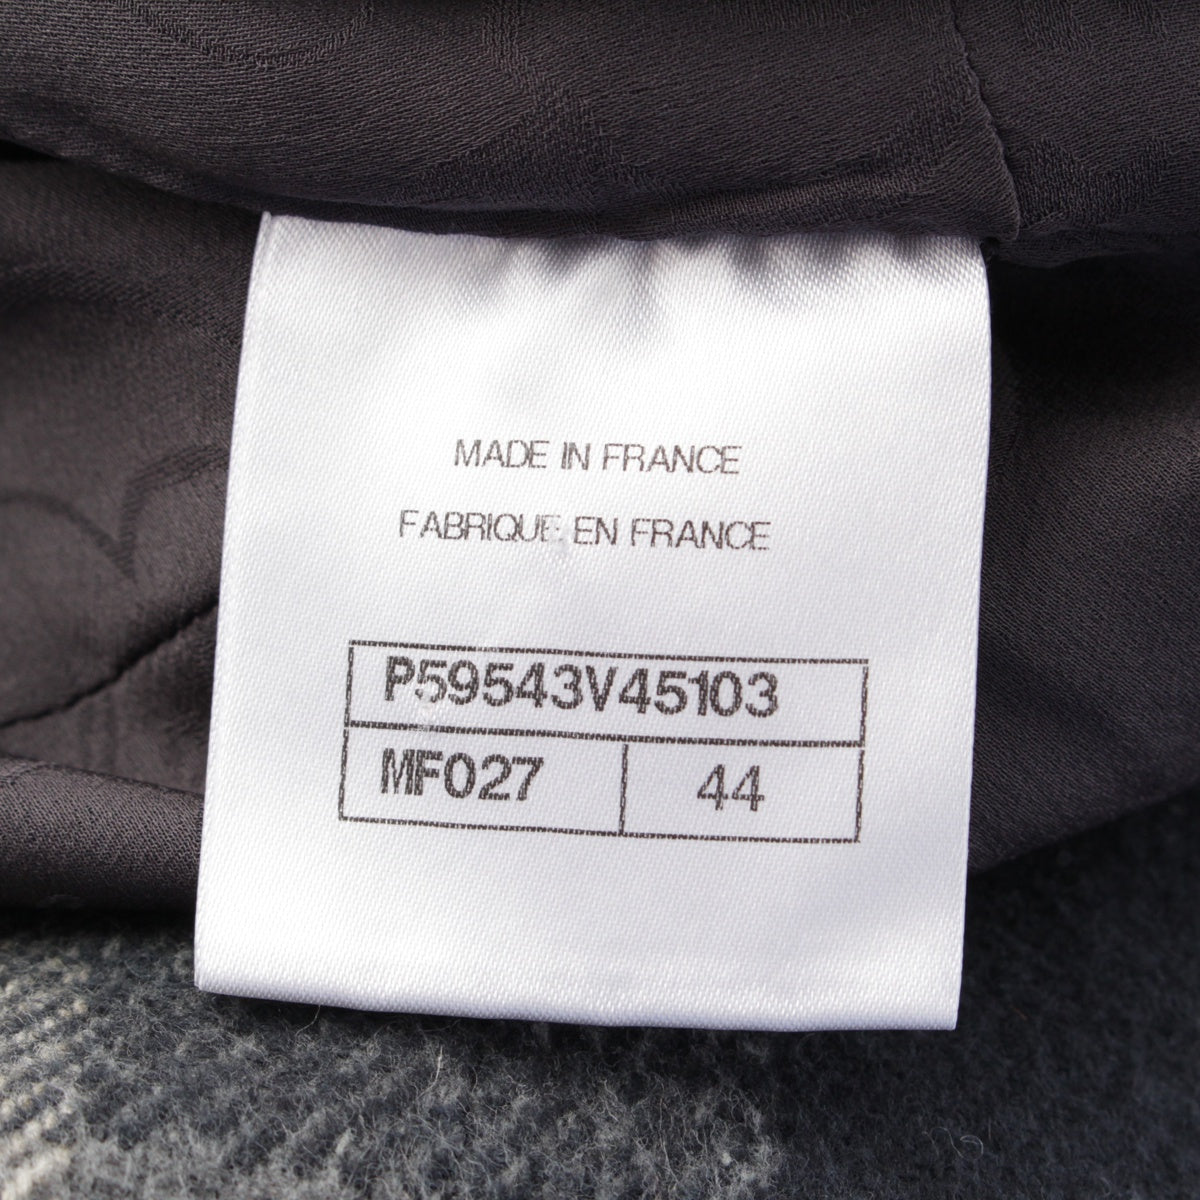 MADE IN FRANCE
FABRIQUE EN FRANCE
P59543V45103
MF027 44